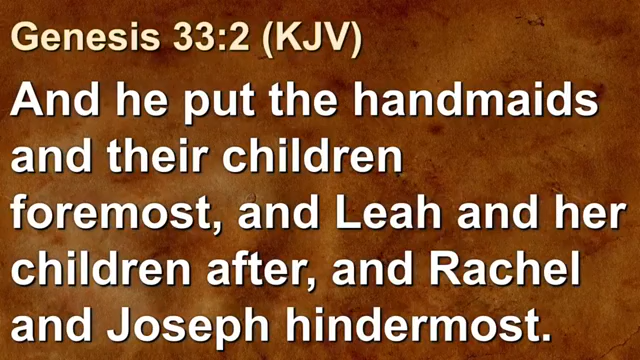 Genesis 33:2 (KJV)
And he put the handmaids
and their children
foremost, and Leah and her
children after, and Rachel
and Joseph hindermost.